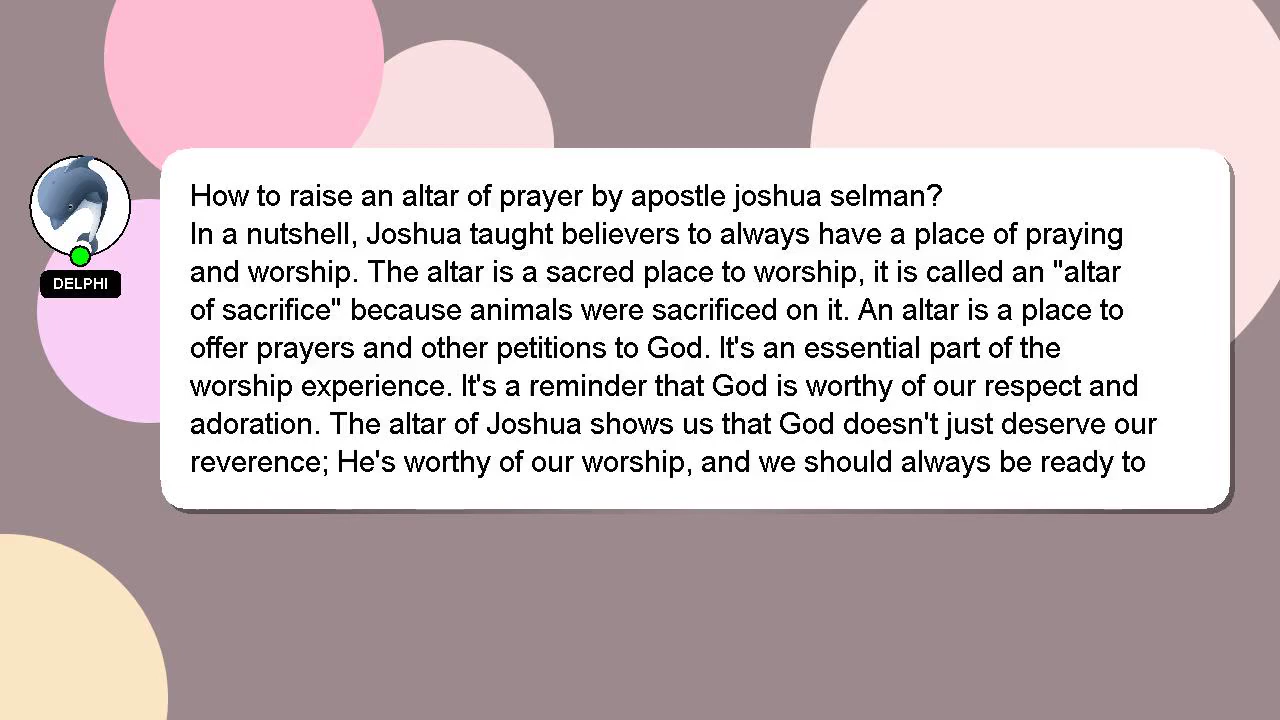 How to raise an altar of prayer by apostle joshua selman?
In a nutshell, Joshua taught believers to always have a place of praying
and worship. The altar is a sacred place to worship, it is called an "altar
of sacrifice" because animals were sacrificed on it. An altar is a place to
offer prayers and other petitions to God. It's an essential part of the
worship experience. It's a reminder that God is worthy of our respect and
adoration. The altar of Joshua shows us that God doesn't just deserve our
reverence; He's worthy of our worship, and we should always be ready to
DELPHI